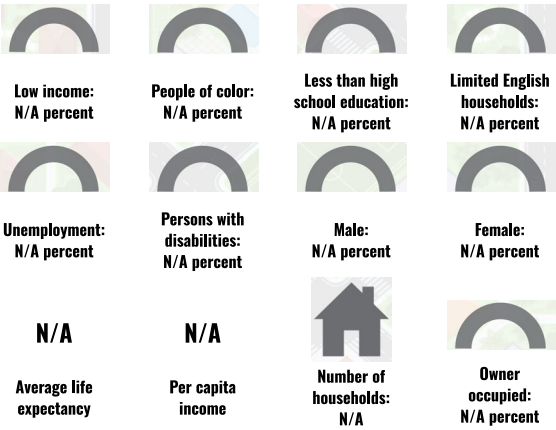 Low income:
N/A percent
People of color:
N/A percent
Less than high
school education:
N/A percent
Limited English
households:
N/A percent
Unemployment:
N/A percent
Persons with
disabilities:
N/A percent
Male:
N/A percent
Female:
N/A percent
N/A
Average life
expectancy
N/A
Per capita
income
Number of
households:
N/A
Owner
occupied:
N/A percent